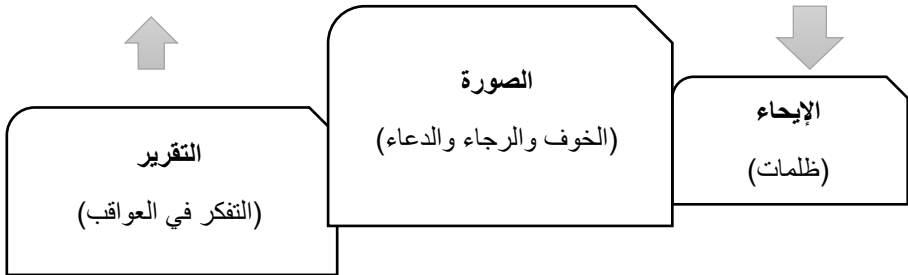 الإيحاء
(ظلمات)
الصورة
(الخوف والرجاء والدعاء)
التقرير
(التفكر في العواقب)